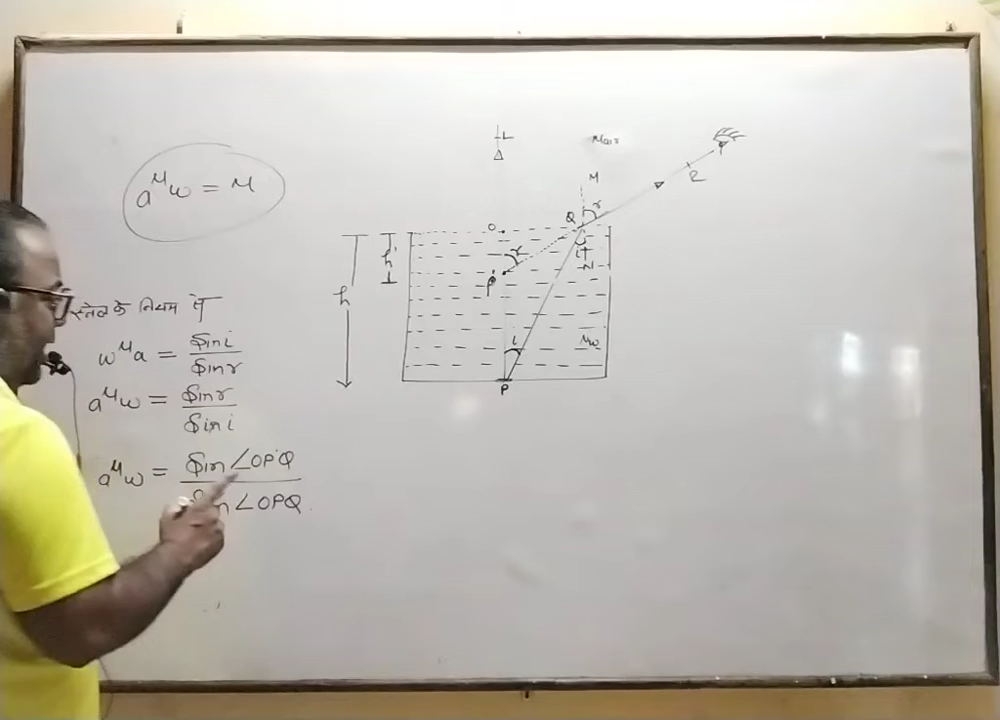 aμw = μ
स्नेल के नियम से
wμa = Sin i / Sin r
aμw = Sin r / Sin i
aμw = Sin ∠OP'Q / Sin ∠OPQ
L
μair
M
R
Q
r
O
h'
r
i
N
P'
h
i
μw
P